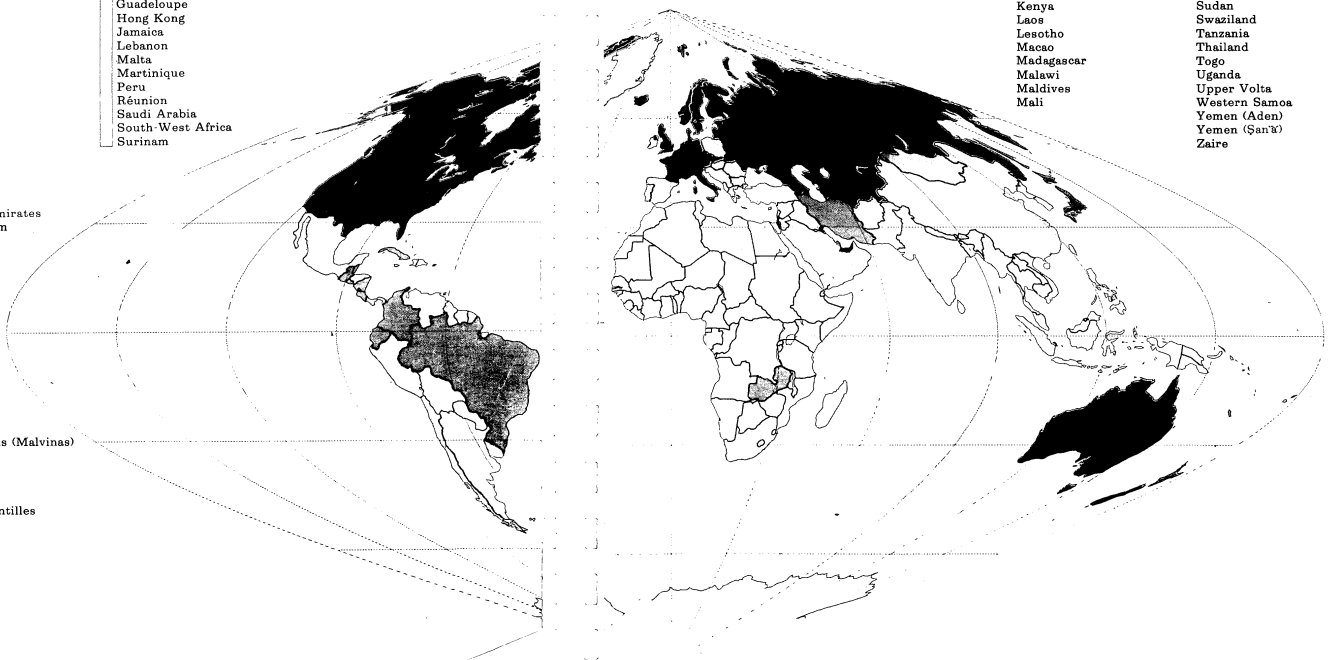 Guadeloupe
Hong Kong
Jamaica
Lebanon
Malta
Martinique
Peru
Réunion
Saudi Arabia
South-West Africa
Surinam
Kenya
Laos
Lesotho
Macao
Madagascar
Malawi
Maldives
Mali
Sudan
Swaziland
Tanzania
Thailand
Togo
Uganda
Upper Volta
Western Samoa
Yemen (Aden)
Yemen (Şan'ā')
Zaire
nirates
n
s (Malvinas)
ntilles